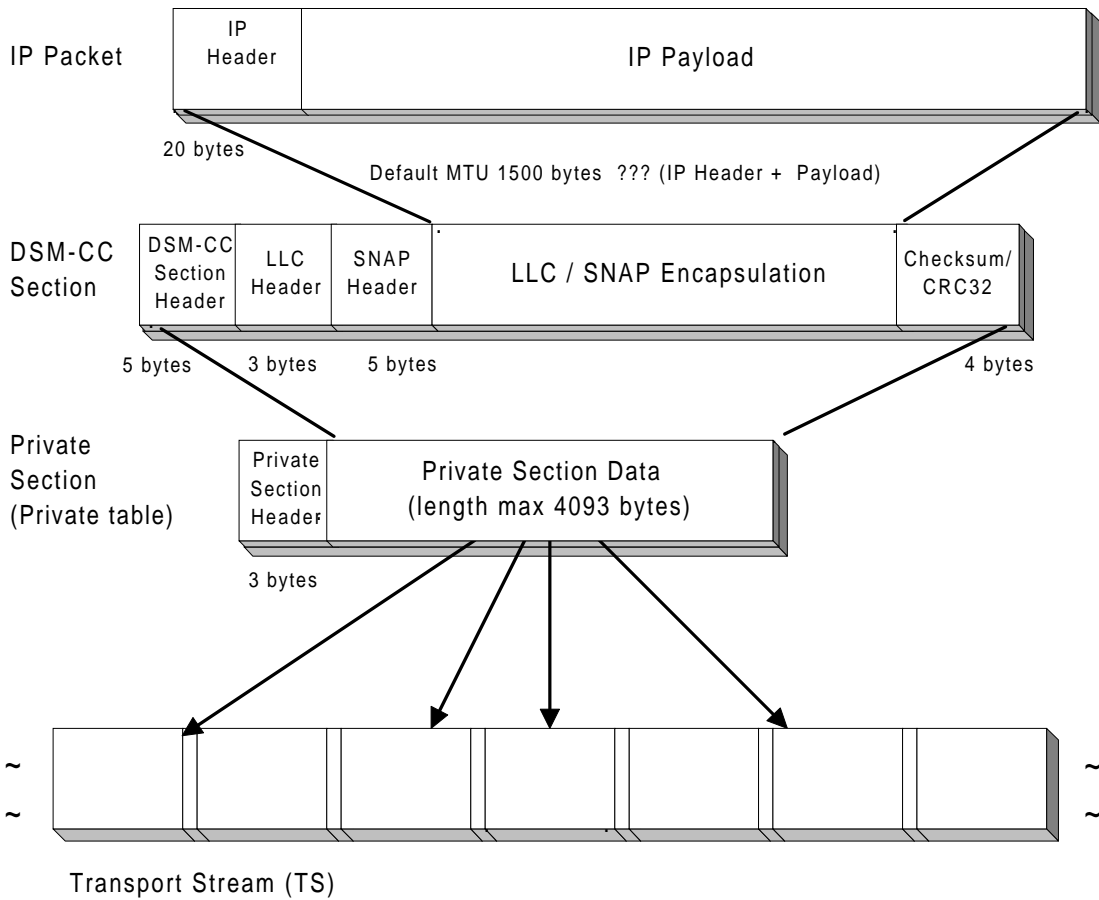 IP Packet
IP
Header
IP Payload
20 bytes
Default MTU 1500 bytes ??? (IP Header + Payload)
DSM-CC
Section
DSM-CC
Section
Header
LLC
Header
SNAP
Header
LLC / SNAP Encapsulation
Checksum/
CRC32
5 bytes
3 bytes
5 bytes
4 bytes
Private
Section
(Private table)
Private
Section
Header
Private Section Data
(length max 4093 bytes)
3 bytes
~
~
~
~
Transport Stream (TS)